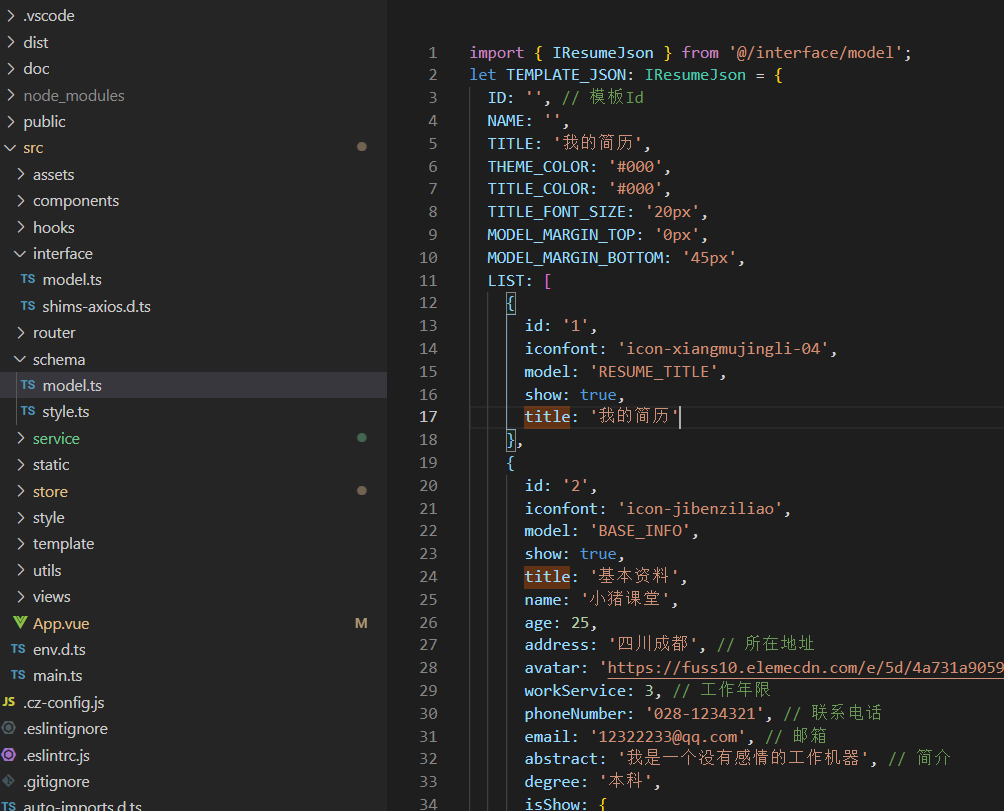 .vscode
dist
doc
node_modules
public
src
assets
components
hooks
interface
TS model.ts
TS shims-axios.d.ts
router
schema
TS model.ts
TS style.ts
service
static
store
style
template
utils
views
App.vue M
TS env.d.ts
TS main.ts
JS .cz-config.js
.eslintignore
.eslintrc.js
.gitignore
TS auto-imports.d.ts
1 import { IResumeJson } from '@/interface/model';
2 let TEMPLATE_JSON: IResumeJson = {
3 ID: '', // 模板Id
4 NAME: '',
5 TITLE: '我的简历',
6 THEME_COLOR: '#000',
7 TITLE_COLOR: '#000',
8 TITLE_FONT_SIZE: '20px',
9 MODEL_MARGIN_TOP: '0px',
10 MODEL_MARGIN_BOTTOM: '45px',
11 LIST: [
12 {
13 id: '1',
14 iconfont: 'icon-xiangmujingli-04',
15 model: 'RESUME_TITLE',
16 show: true,
17 title: '我的简历'
18 },
19 {
20 id: '2',
21 iconfont: 'icon-jibenziliao',
22 model: 'BASE_INFO',
23 show: true,
24 title: '基本资料',
25 name: '小猪课堂',
26 age: 25,
27 address: '四川成都', // 所在地址
28 avatar: 'https://fuss10.elemecdn.com/e/5d/4a731a9059
29 workService: 3, // 工作年限
30 phoneNumber: '028-1234321', // 联系电话
31 email: '12322233@qq.com', // 邮箱
32 abstract: '我是一个没有感情的工作机器', // 简介
33 degree: '本科',
34 isShow: {